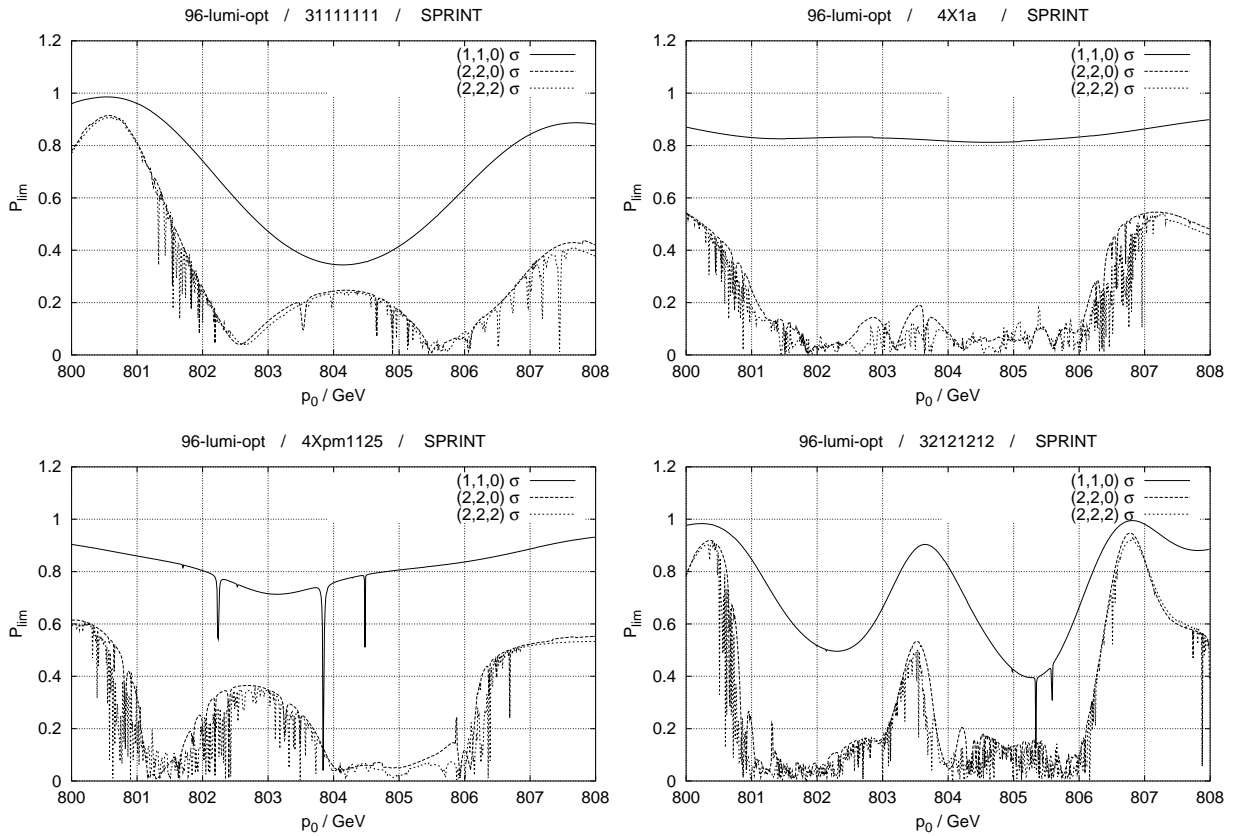 96-lumi-opt / 31111111 / SPRINT
1.2
1
0.8
0.6
0.4
0.2
0
P_lim
800 801 802 803 804 805 806 807 808
p_0 / GeV
(1,1,0) σ
(2,2,0) σ
(2,2,2) σ
96-lumi-opt / 4X1a / SPRINT
1.2
1
0.8
0.6
0.4
0.2
0
P_lim
800 801 802 803 804 805 806 807 808
p_0 / GeV
(1,1,0) σ
(2,2,0) σ
(2,2,2) σ
96-lumi-opt / 4Xpm1125 / SPRINT
1.2
1
0.8
0.6
0.4
0.2
0
P_lim
800 801 802 803 804 805 806 807 808
p_0 / GeV
(1,1,0) σ
(2,2,0) σ
(2,2,2) σ
96-lumi-opt / 32121212 / SPRINT
1.2
1
0.8
0.6
0.4
0.2
0
P_lim
800 801 802 803 804 805 806 807 808
p_0 / GeV
(1,1,0) σ
(2,2,0) σ
(2,2,2) σ